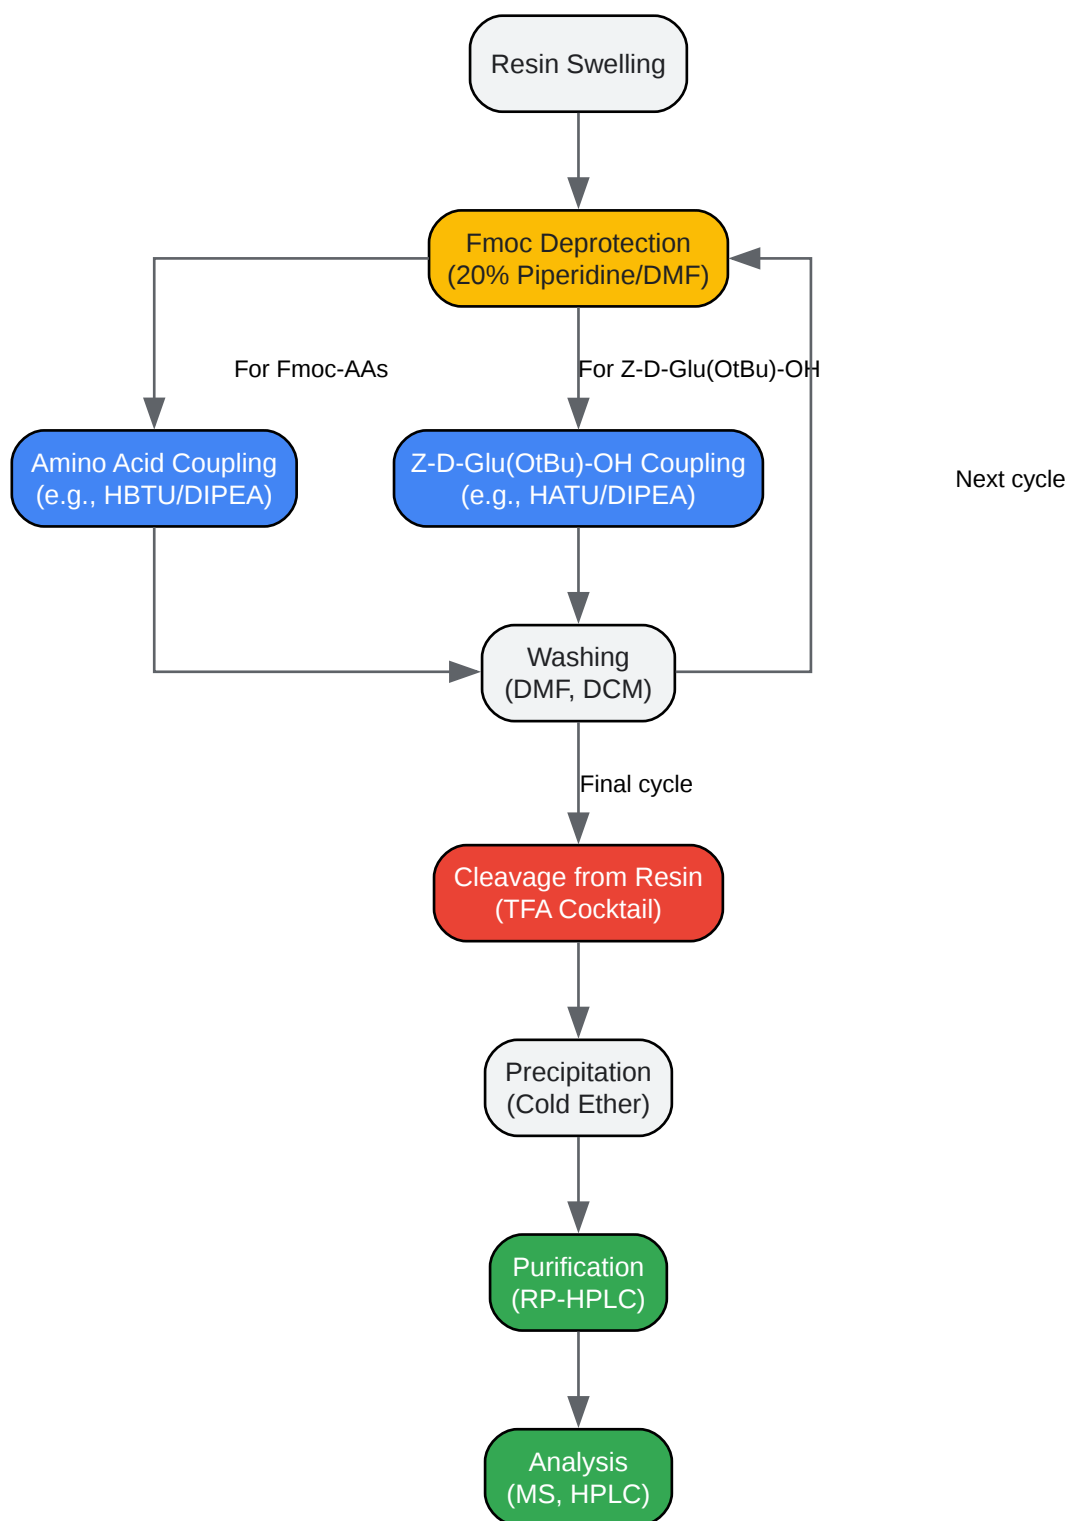 Resin Swelling
Fmoc Deprotection
(20% Piperidine/DMF)
For Fmoc-AAs
For Z-D-Glu(OtBu)-OH
Amino Acid Coupling
(e.g., HBTU/DIPEA)
Z-D-Glu(OtBu)-OH Coupling
(e.g., HATU/DIPEA)
Next cycle
Washing
(DMF, DCM)
Final cycle
Cleavage from Resin
(TFA Cocktail)
Precipitation
(Cold Ether)
Purification
(RP-HPLC)
Analysis
(MS, HPLC)